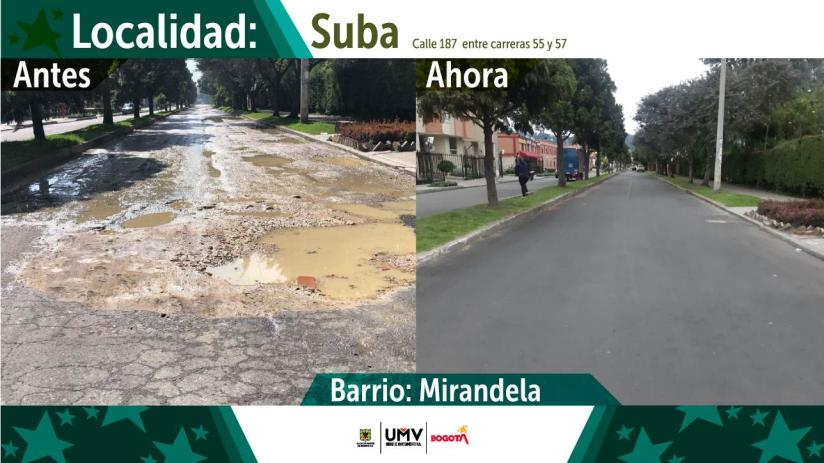 Localidad: Suba Calle 187 entre carreras 55 y 57
Antes
Ahora
Barrio: Mirandela
UMV
BOGOTÁ